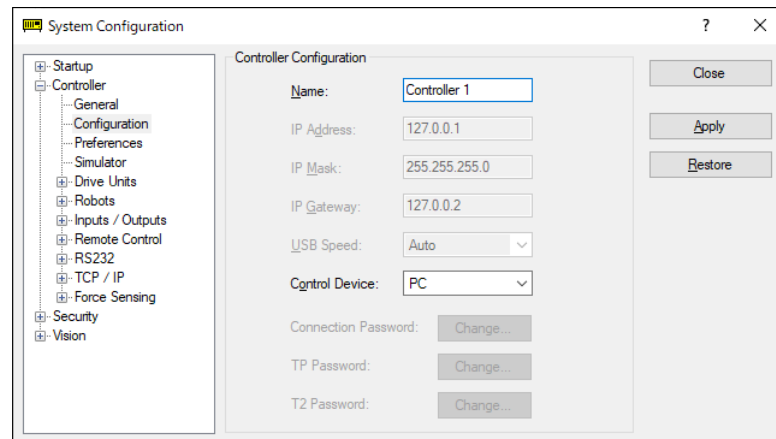 System Configuration
Startup
Controller
General
Configuration
Preferences
Simulator
Drive Units
Robots
Inputs / Outputs
Remote Control
RS232
TCP / IP
Force Sensing
Security
Vision
Controller Configuration
Name: Controller 1
IP Address: 127.0.0.1
IP Mask: 255.255.255.0
IP Gateway: 127.0.0.2
USB Speed: Auto
Control Device: PC
Connection Password: Change...
TP Password: Change...
T2 Password: Change...
Close
Apply
Restore